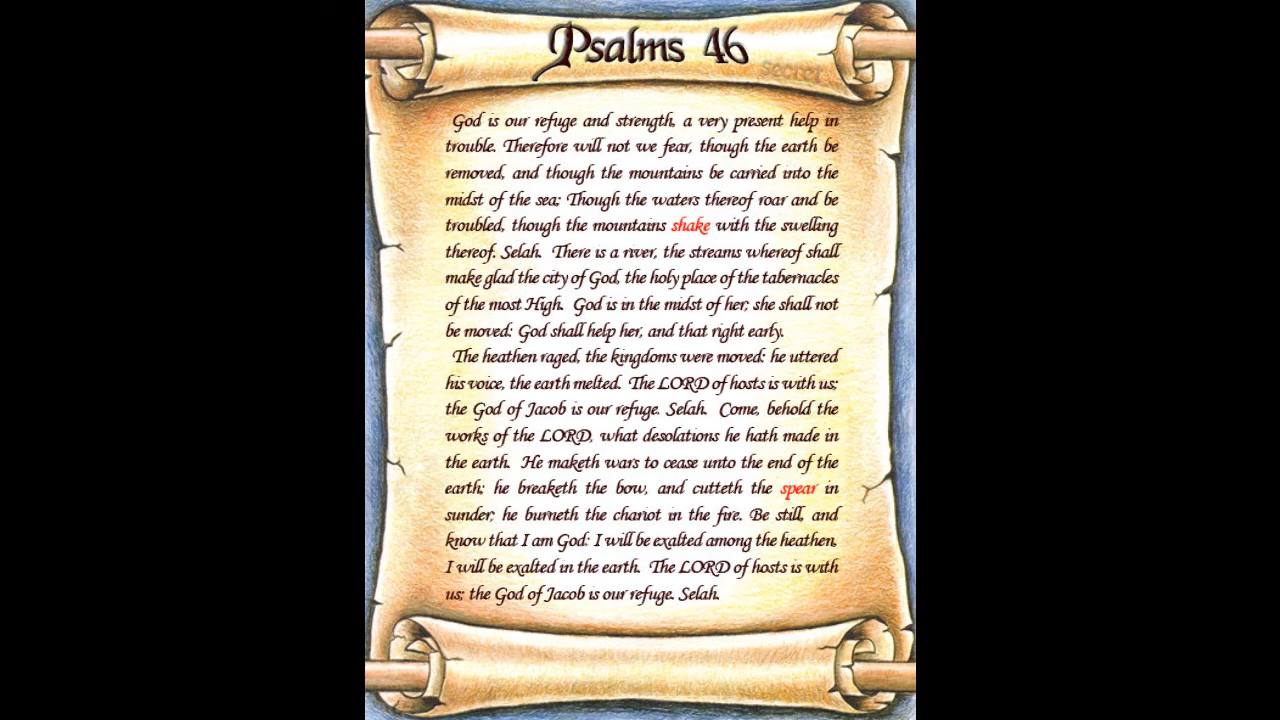 Psalms 46
secret
God is our refuge and strength, a very present help in
trouble. Therefore will not we fear, though the earth be
removed, and though the mountains be carried into the
midst of the sea; Though the waters thereof roar and be
troubled, though the mountains shake with the swelling
thereof. Selah. There is a river, the streams whereof shall
make glad the city of God, the holy place of the tabernacles
of the most High. God is in the midst of her; she shall not
be moved: God shall help her, and that right early.
The heathen raged, the kingdoms were moved: he uttered
his voice, the earth melted. The LORD of hosts is with us;
the God of Jacob is our refuge. Selah. Come, behold the
works of the LORD, what desolations he hath made in
the earth. He maketh wars to cease unto the end of the
earth; he breaketh the bow, and cutteth the spear in
sunder; he burneth the chariot in the fire. Be still, and
know that I am God: I will be exalted among the heathen,
I will be exalted in the earth. The LORD of hosts is with
us; the God of Jacob is our refuge. Selah.